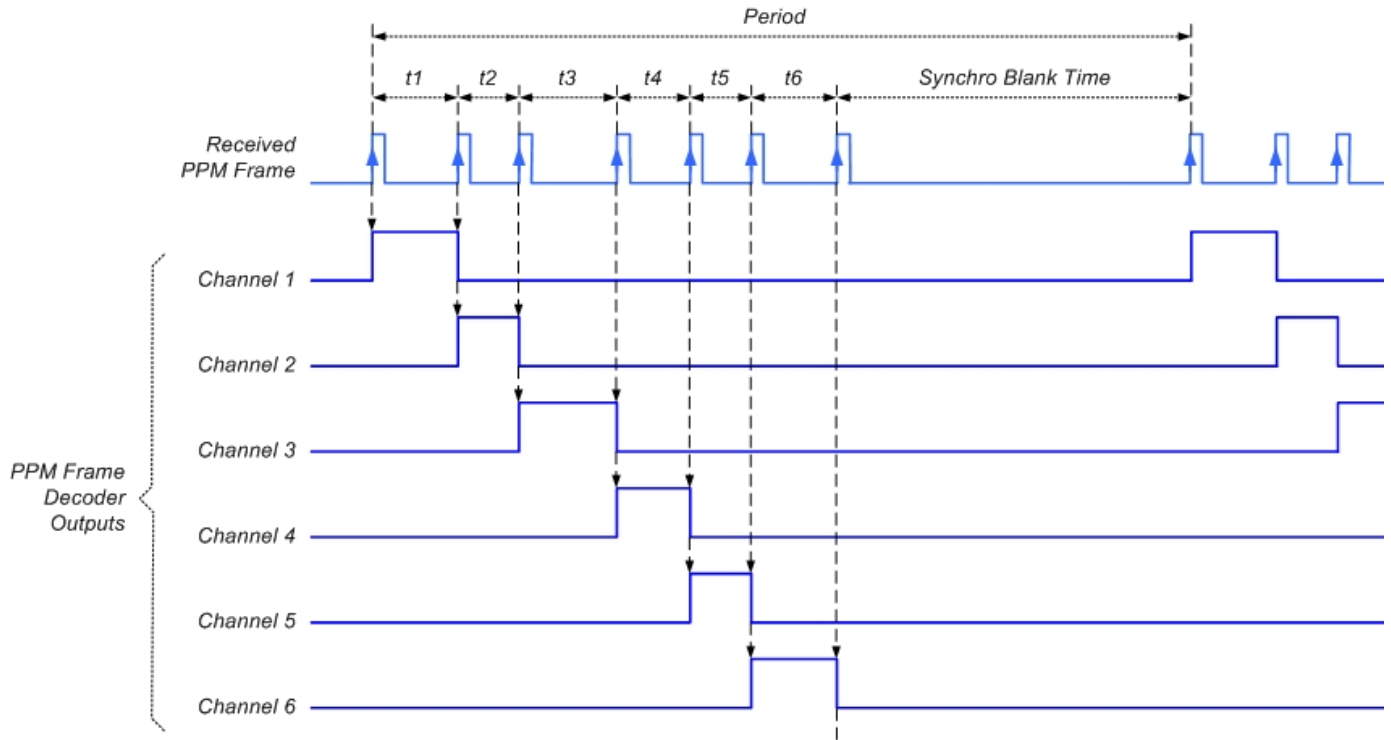 Period
t1 t2 t3 t4 t5 t6 Synchro Blank Time
Received
PPM Frame
Channel 1
Channel 2
Channel 3
PPM Frame
Decoder
Outputs
Channel 4
Channel 5
Channel 6